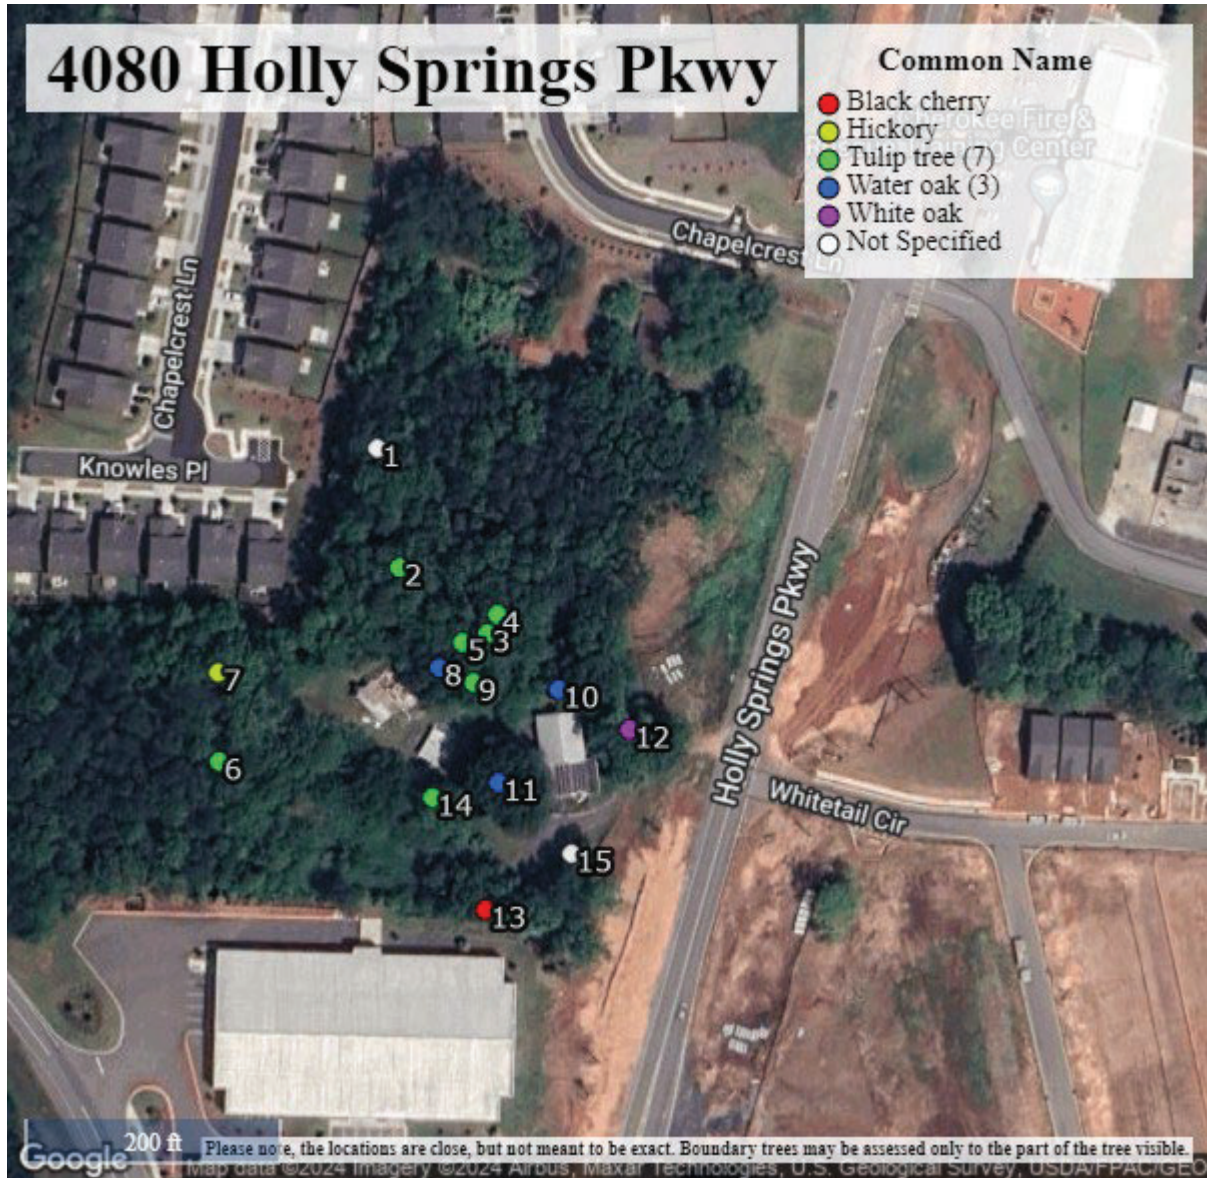 4080 Holly Springs Pkwy
Common Name
Black cherry
Hickory
Tulip tree (7)
Water oak (3)
White oak
Not Specified
Cherokee Fire &
Training Center
Chapelcrest Ln
Chapelcrest Ln
Knowles Pl
Holly Springs Pkwy
Whitetail Cir
1
2
4
3
5
8
9
7
10
12
6
11
14
15
13
200 ft
Please note, the locations are close, but not meant to be exact. Boundary trees may be assessed only to the part of the tree visible.
Google
Map data ©2024 Imagery ©2024 Airbus, Maxar Technologies, U.S. Geological Survey, USDA/FPAC/GEO